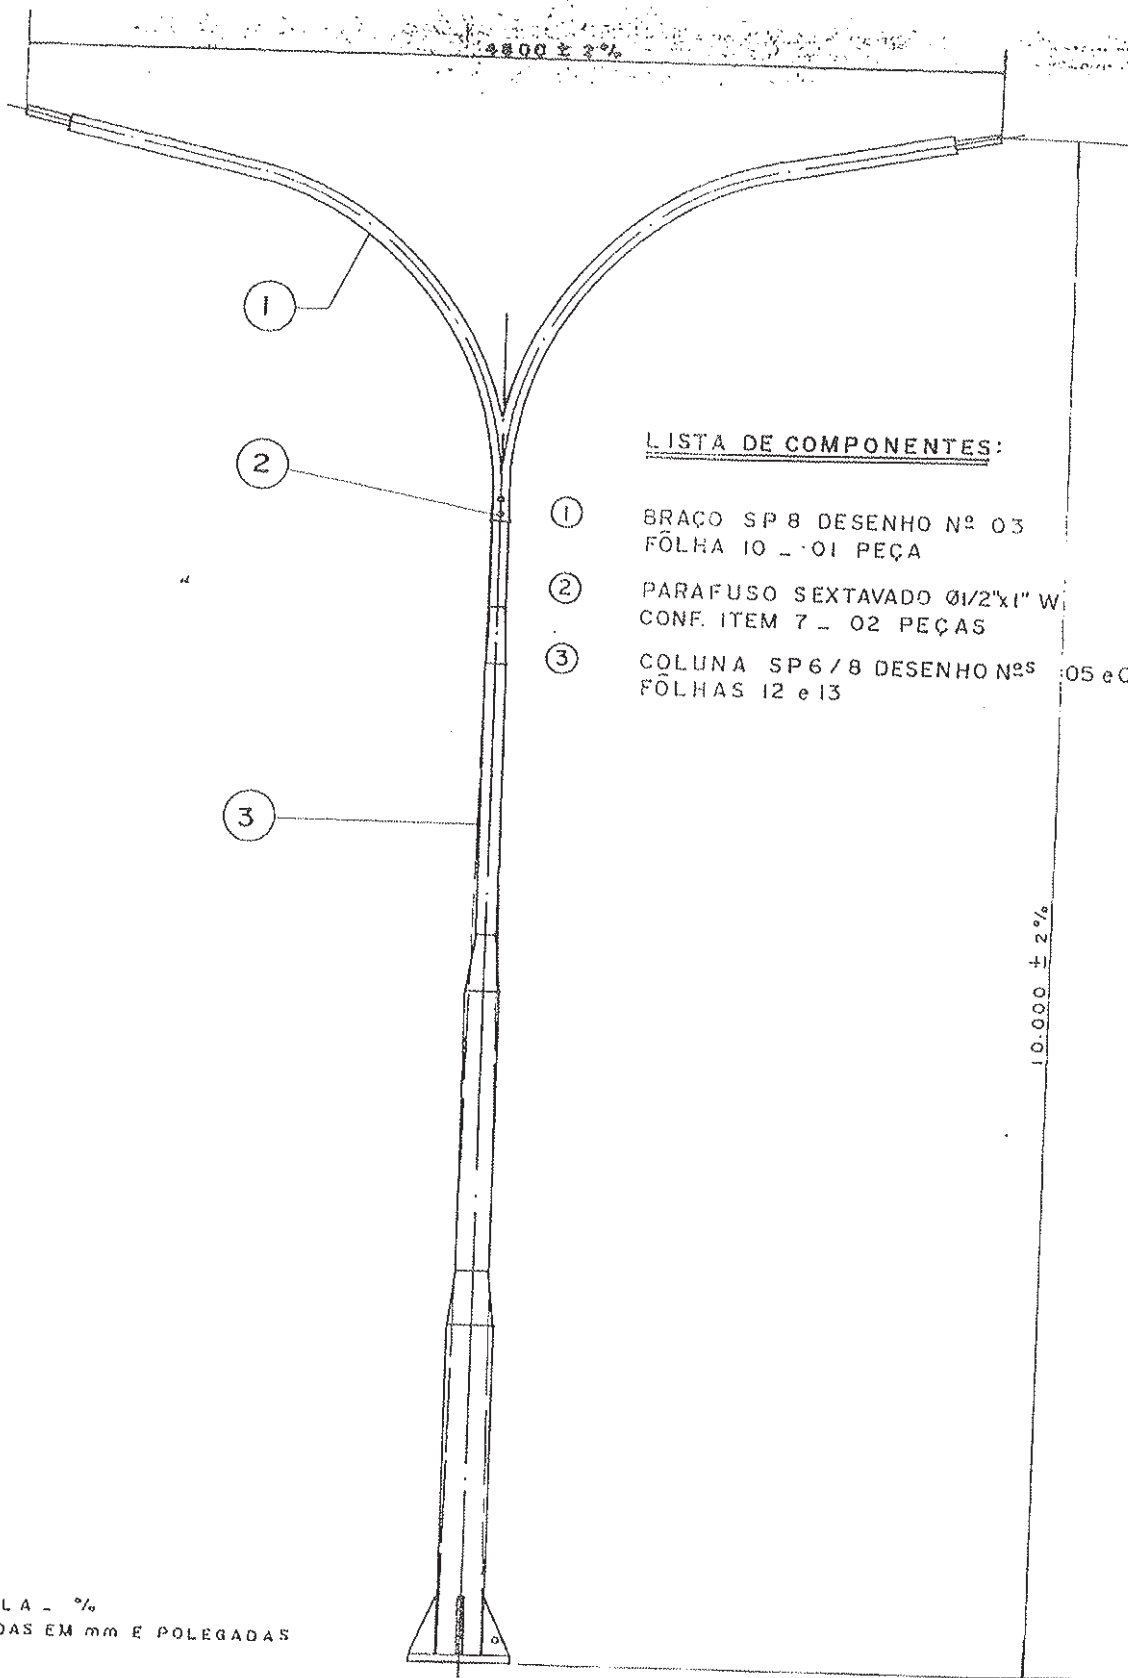 4800 ± 2%
1
2
3
LISTA DE COMPONENTES:
1 BRAÇO SP 8 DESENHO Nº 03
FÔLHA 10 _ 01 PEÇA
2 PARAFUSO SEXTAVADO Ø1/2"x1" W
CONF. ITEM 7 _ 02 PEÇAS
3 COLUNA SP6/8 DESENHO Nºs 05 e
FÔLHAS 12 e 13
10.000 ± 2%
LA _ %
DAS EM mm E POLEGADAS